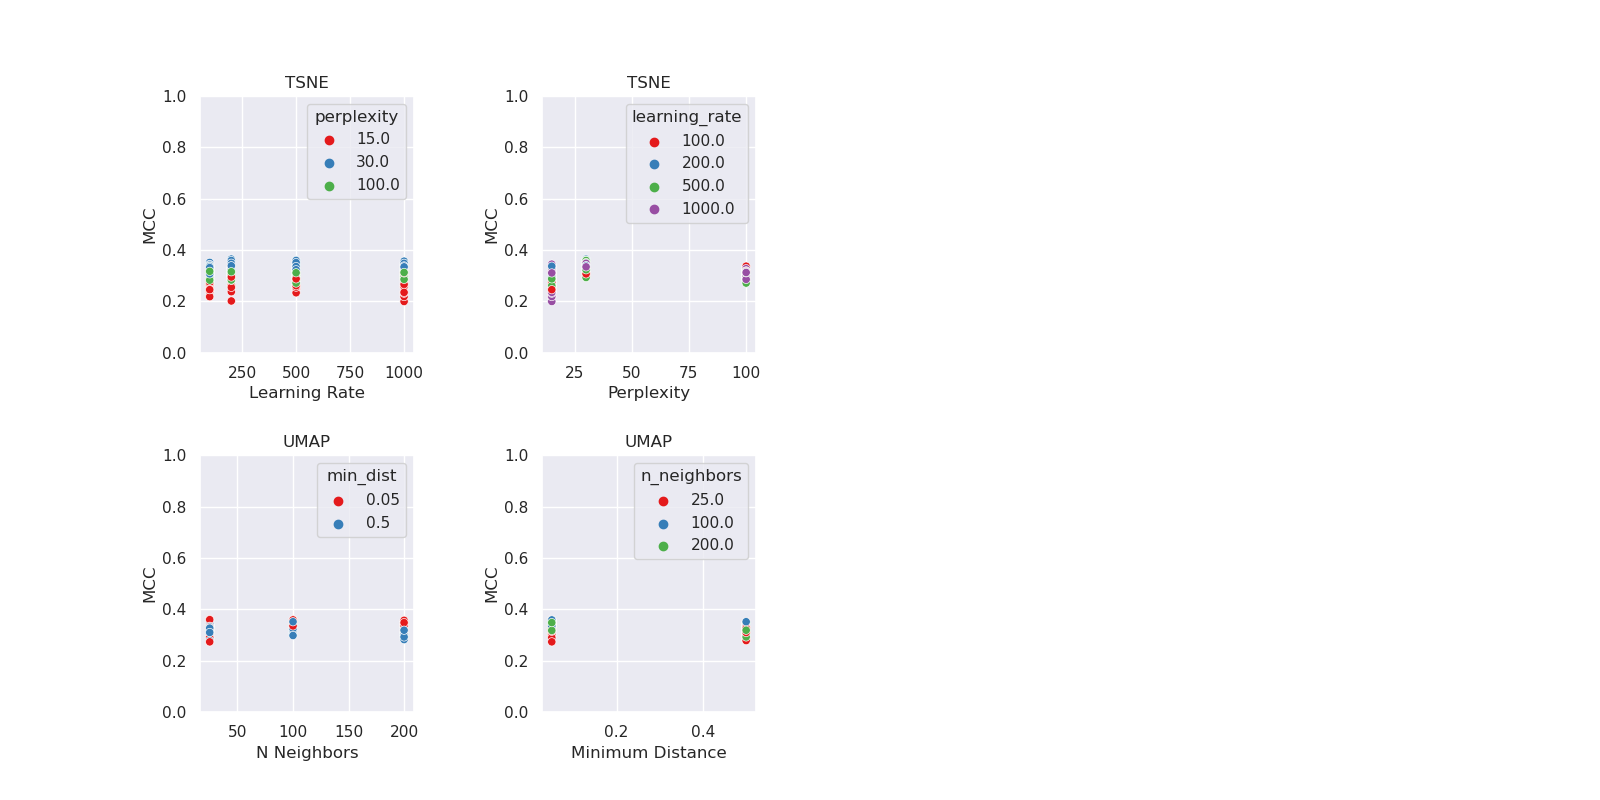 TSNE
1.0
0.8
0.6
0.4
0.2
0.0
MCC
perplexity
15.0
30.0
100.0
250 500 750 1000
Learning Rate
TSNE
1.0
0.8
0.6
0.4
0.2
0.0
MCC
learning_rate
100.0
200.0
500.0
1000.0
25 50 75 100
Perplexity
UMAP
1.0
0.8
0.6
0.4
0.2
0.0
MCC
min_dist
0.05
0.5
50 100 150 200
N Neighbors
UMAP
1.0
0.8
0.6
0.4
0.2
0.0
MCC
n_neighbors
25.0
100.0
200.0
0.2 0.4
Minimum Distance